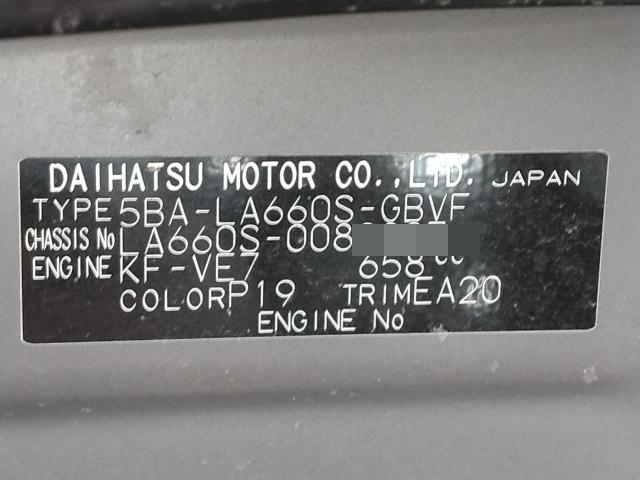 DAIHATSU MOTOR CO.,LTD. JAPAN
TYPE 5BA-LA660S-GBVF
CHASSIS No LA660S-008
ENGINE KF-VE7 658cc
COLOR P19 TRIM EA20
ENGINE No